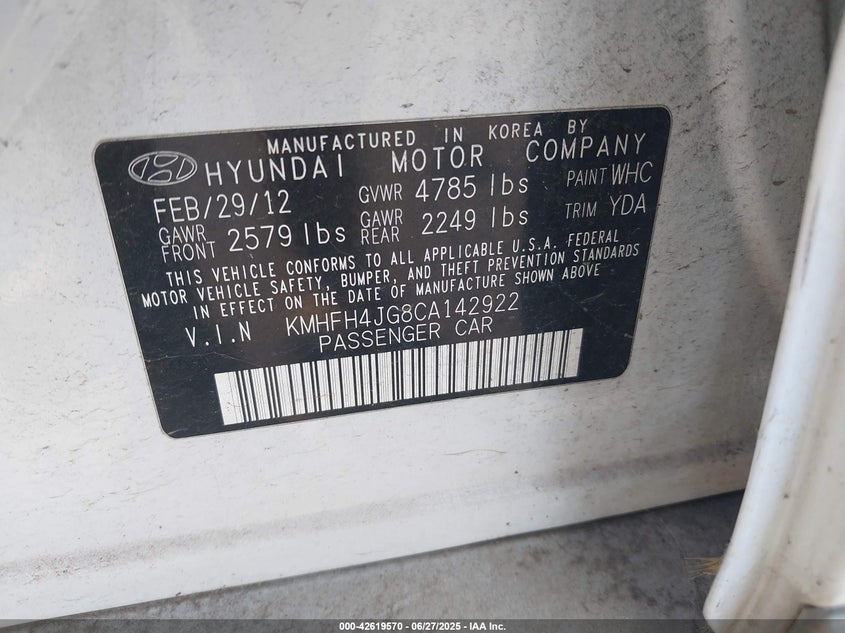 MANUFACTURED IN KOREA BY
HYUNDAI MOTOR COMPANY
FEB/29/12 GVWR 4785 lbs PAINT WHC
GAWR FRONT 2579 lbs GAWR REAR 2249 lbs TRIM YDA
THIS VEHICLE CONFORMS TO ALL APPLICABLE U.S.A. FEDERAL
MOTOR VEHICLE SAFETY, BUMPER, AND THEFT PREVENTION STANDARDS
IN EFFECT ON THE DATE OF MANUFACTURE SHOWN ABOVE
V.I.N KMHFH4JG8CA142922
PASSENGER CAR
000-42619570 - 06/27/2025 - IAA Inc.